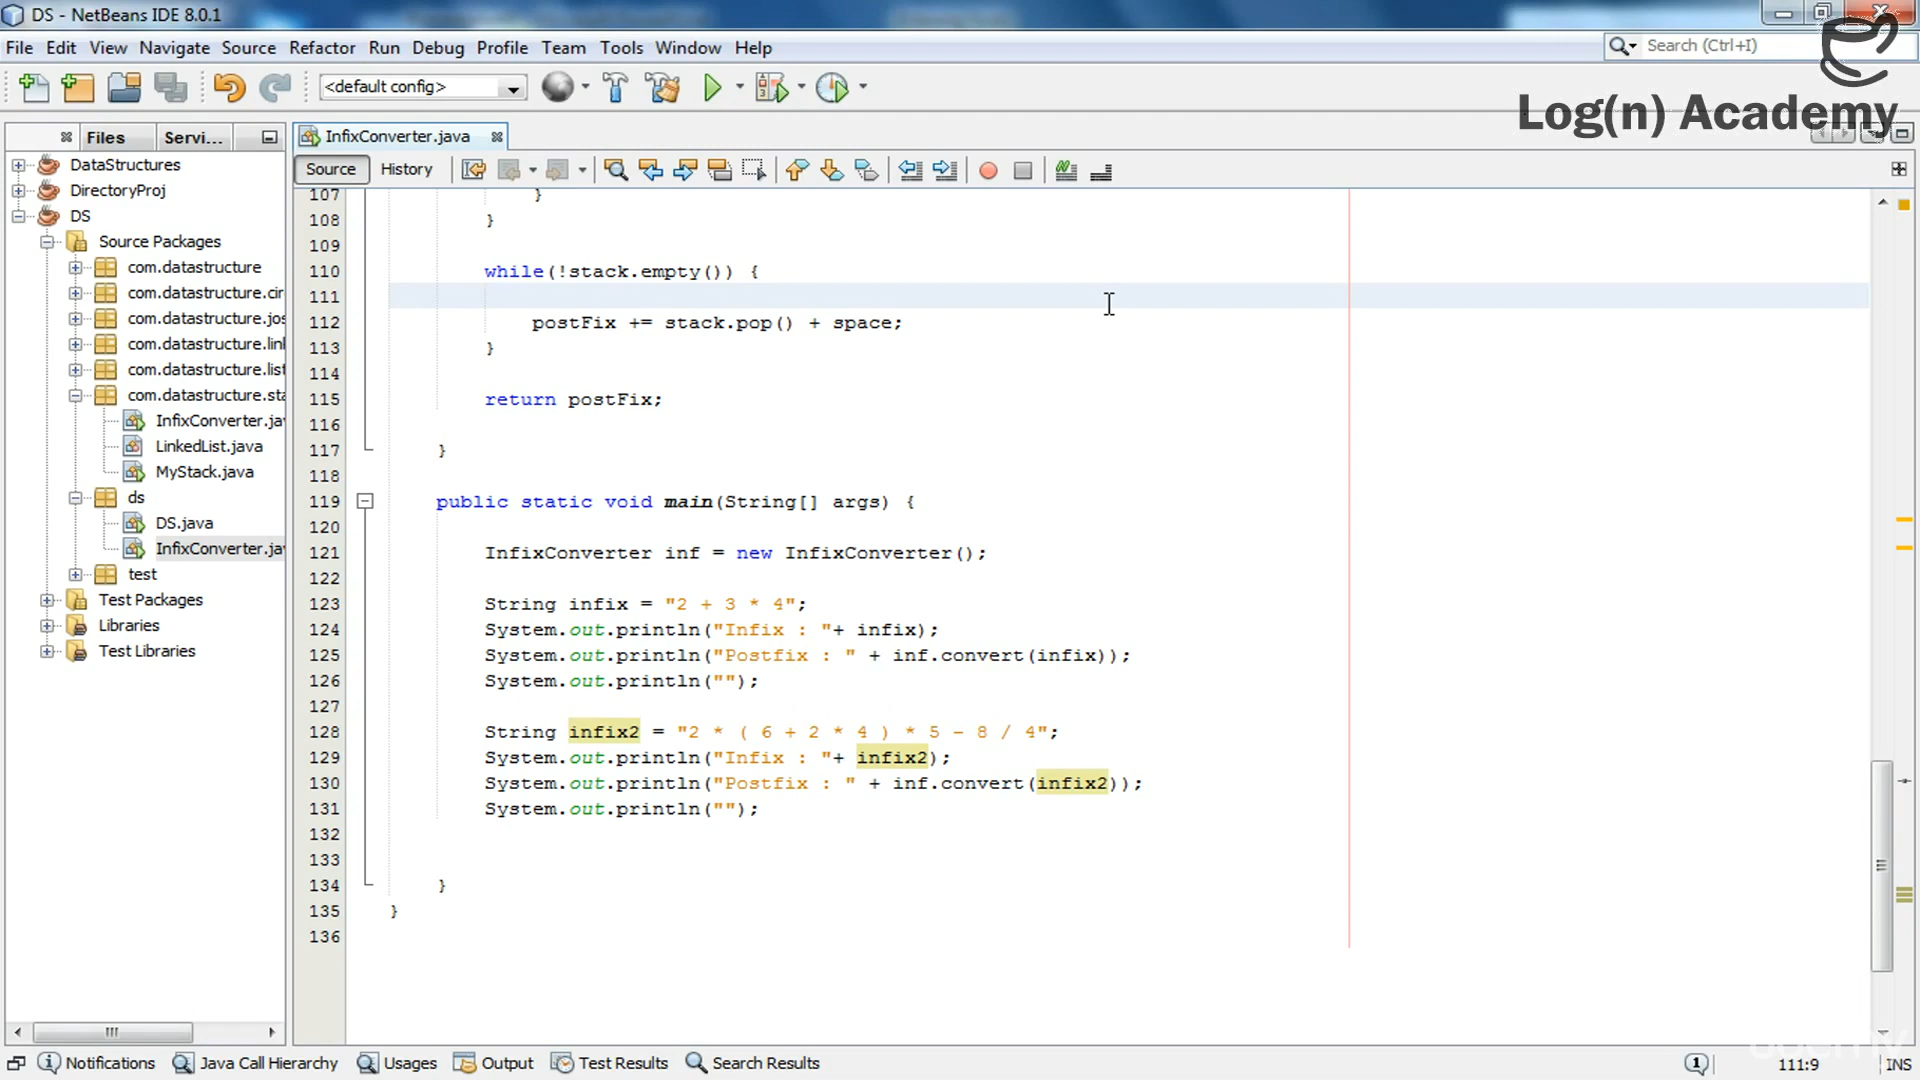 DS - NetBeans IDE 8.0.1
File Edit View Navigate Source Refactor Run Debug Profile Team Tools Window Help
Search (Ctrl+I)
<default config>
Log(n) Academy
Files Servi...
InfixConverter.java
Source History
DataStructures
DirectoryProj
DS
Source Packages
com.datastructure
com.datastructure.cir
com.datastructure.jos
com.datastructure.lin
com.datastructure.list
com.datastructure.sta
InfixConverter.jav
LinkedList.java
MyStack.java
ds
DS.java
InfixConverter.jav
test
Test Packages
Libraries
Test Libraries
107 }
108 }
109
110 while(!stack.empty()) {
111
112 postFix += stack.pop() + space;
113 }
114
115 return postFix;
116
117 }
118
119 public static void main(String[] args) {
120
121 InfixConverter inf = new InfixConverter();
122
123 String infix = "2 + 3 * 4";
124 System.out.println("Infix : "+ infix);
125 System.out.println("Postfix : " + inf.convert(infix));
126 System.out.println("");
127
128 String infix2 = "2 * ( 6 + 2 * 4 ) * 5 - 8 / 4";
129 System.out.println("Infix : "+ infix2);
130 System.out.println("Postfix : " + inf.convert(infix2));
131 System.out.println("");
132
133
134 }
135 }
136
Notifications Java Call Hierarchy Usages Output Test Results Search Results
1 111:9 INS